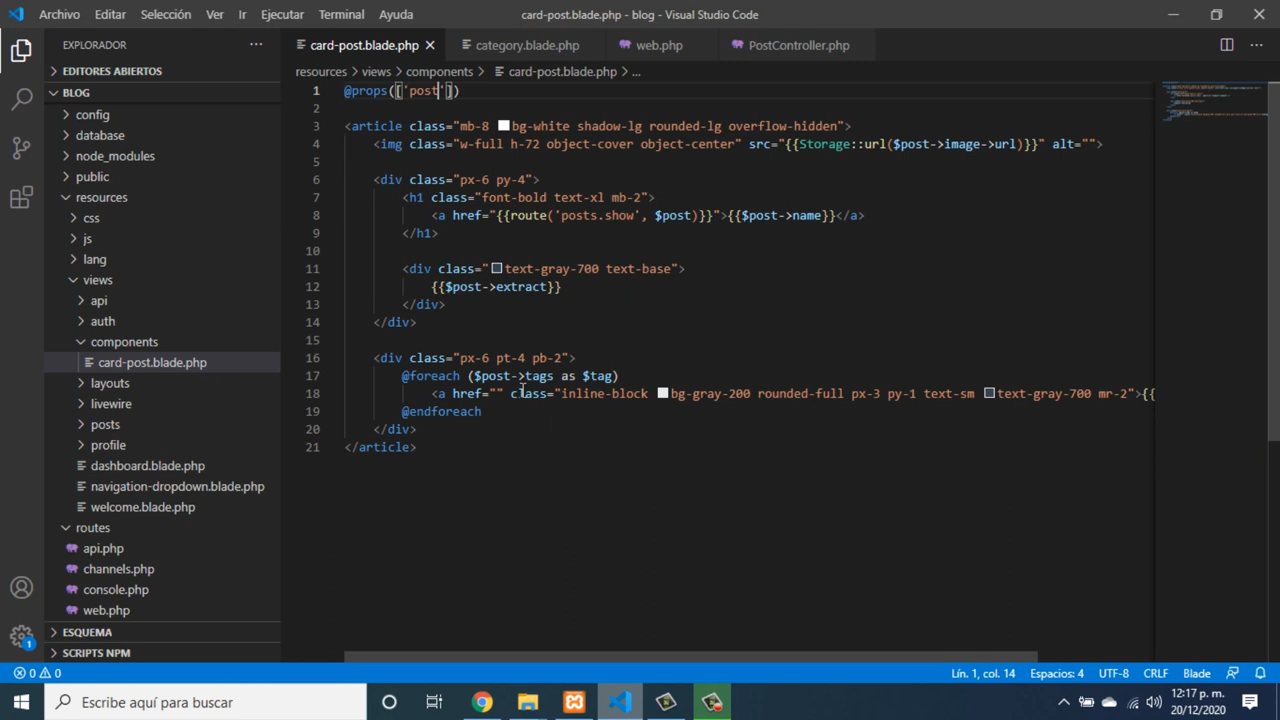 Archivo Editar Selección Ver Ir Ejecutar Terminal Ayuda card-post.blade.php - blog - Visual Studio Code
EXPLORADOR
EDITORES ABIERTOS
BLOG
config
database
node_modules
public
resources
css
js
lang
views
api
auth
components
card-post.blade.php
layouts
livewire
posts
profile
dashboard.blade.php
navigation-dropdown.blade.php
welcome.blade.php
routes
api.php
channels.php
console.php
web.php
ESQUEMA
SCRIPTS NPM
1
card-post.blade.php category.blade.php web.php PostController.php
resources > views > components > card-post.blade.php > ...
1 @props(['post'])
2
3 <article class="mb-8 bg-white shadow-lg rounded-lg overflow-hidden">
4 <img class="w-full h-72 object-cover object-center" src="{{Storage::url($post->image->url)}}" alt="">
5
6 <div class="px-6 py-4">
7 <h1 class="font-bold text-xl mb-2">
8 <a href="{{route('posts.show', $post)}}">{{$post->name}}</a>
9 </h1>
10
11 <div class="text-gray-700 text-base">
12 {{$post->extract}}
13 </div>
14 </div>
15
16 <div class="px-6 pt-4 pb-2">
17 @foreach ($post->tags as $tag)
18 <a href="" class="inline-block bg-gray-200 rounded-full px-3 py-1 text-sm text-gray-700 mr-2">{{
19 @endforeach
20 </div>
21 </article>
0 0 Lín. 1, col. 14 Espacios: 4 UTF-8 CRLF Blade
Escribe aquí para buscar
12:17 p. m.
20/12/2020